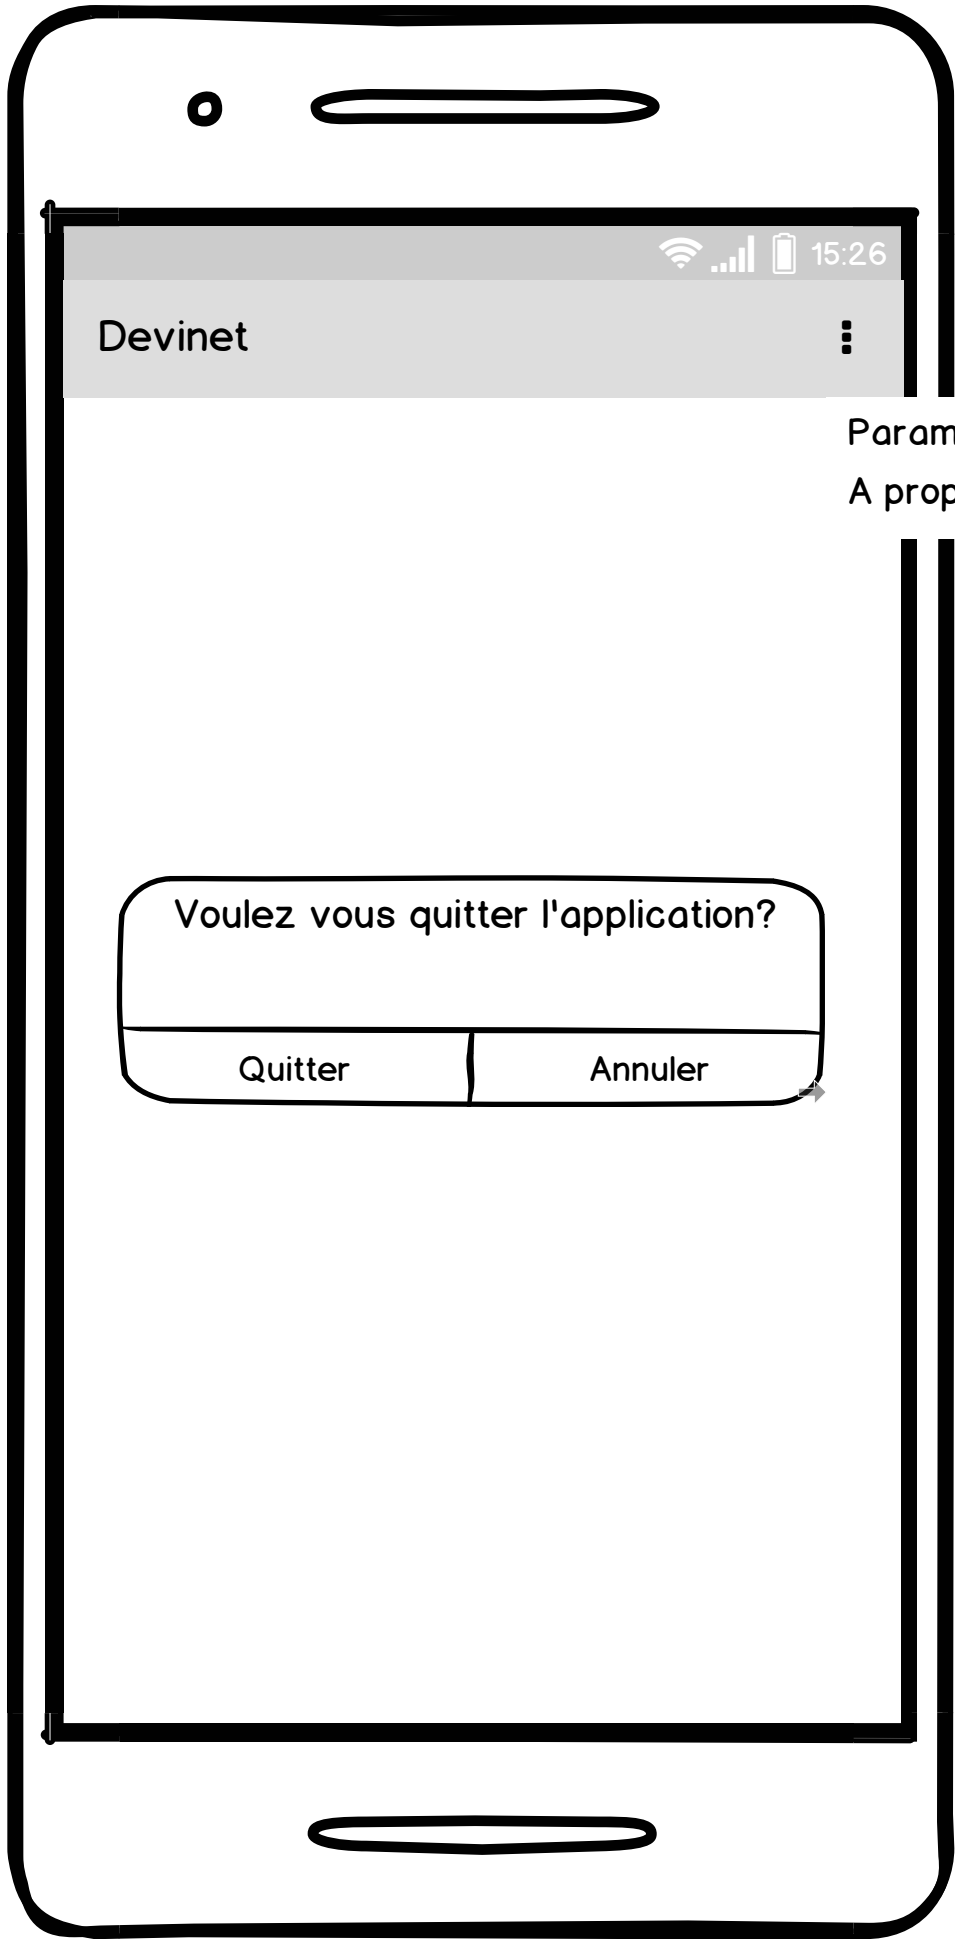 15:26
Devinet
Param
A prop
Voulez vous quitter l'application?
Quitter
Annuler